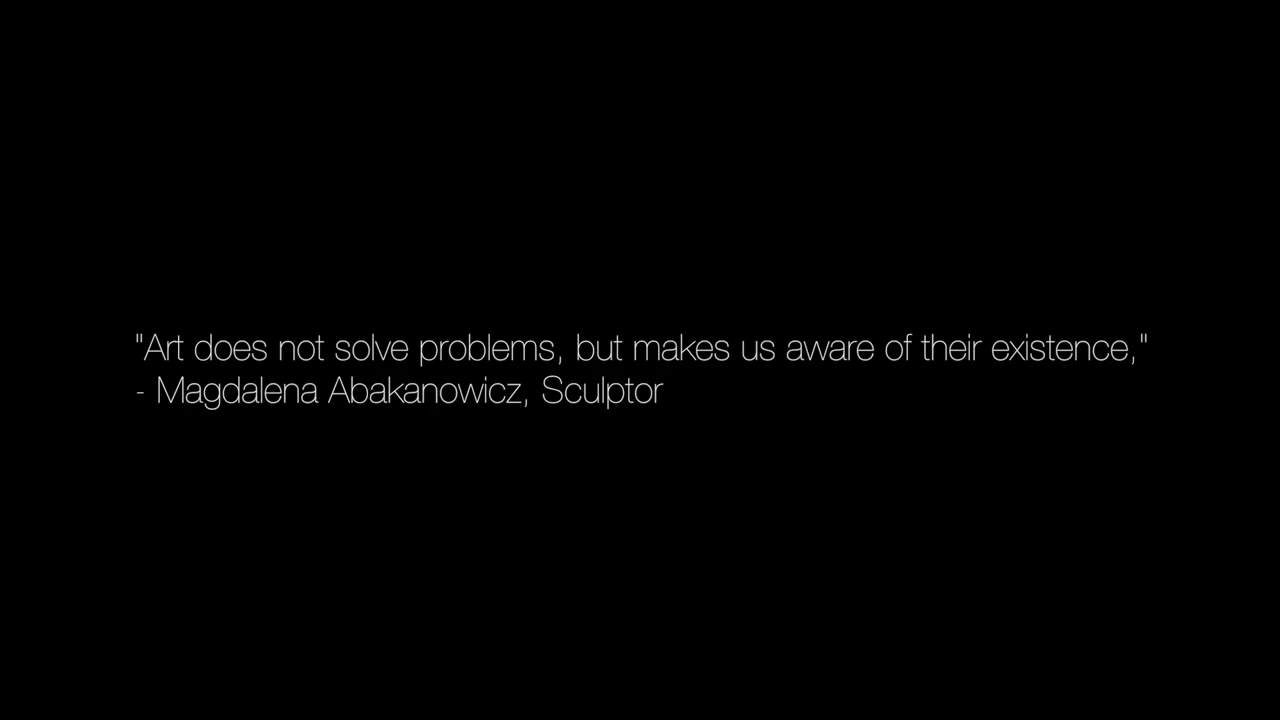 "Art does not solve problems, but makes us aware of their existence,"
- Magdalena Abakanowicz, Sculptor